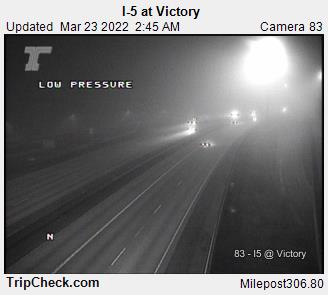 I-5 at Victory
Updated Mar 23 2022 2:45 AM Camera 83
T
LOW PRESSURE
N
83 - I5 @ Victory
TripCheck.com Milepost306.80